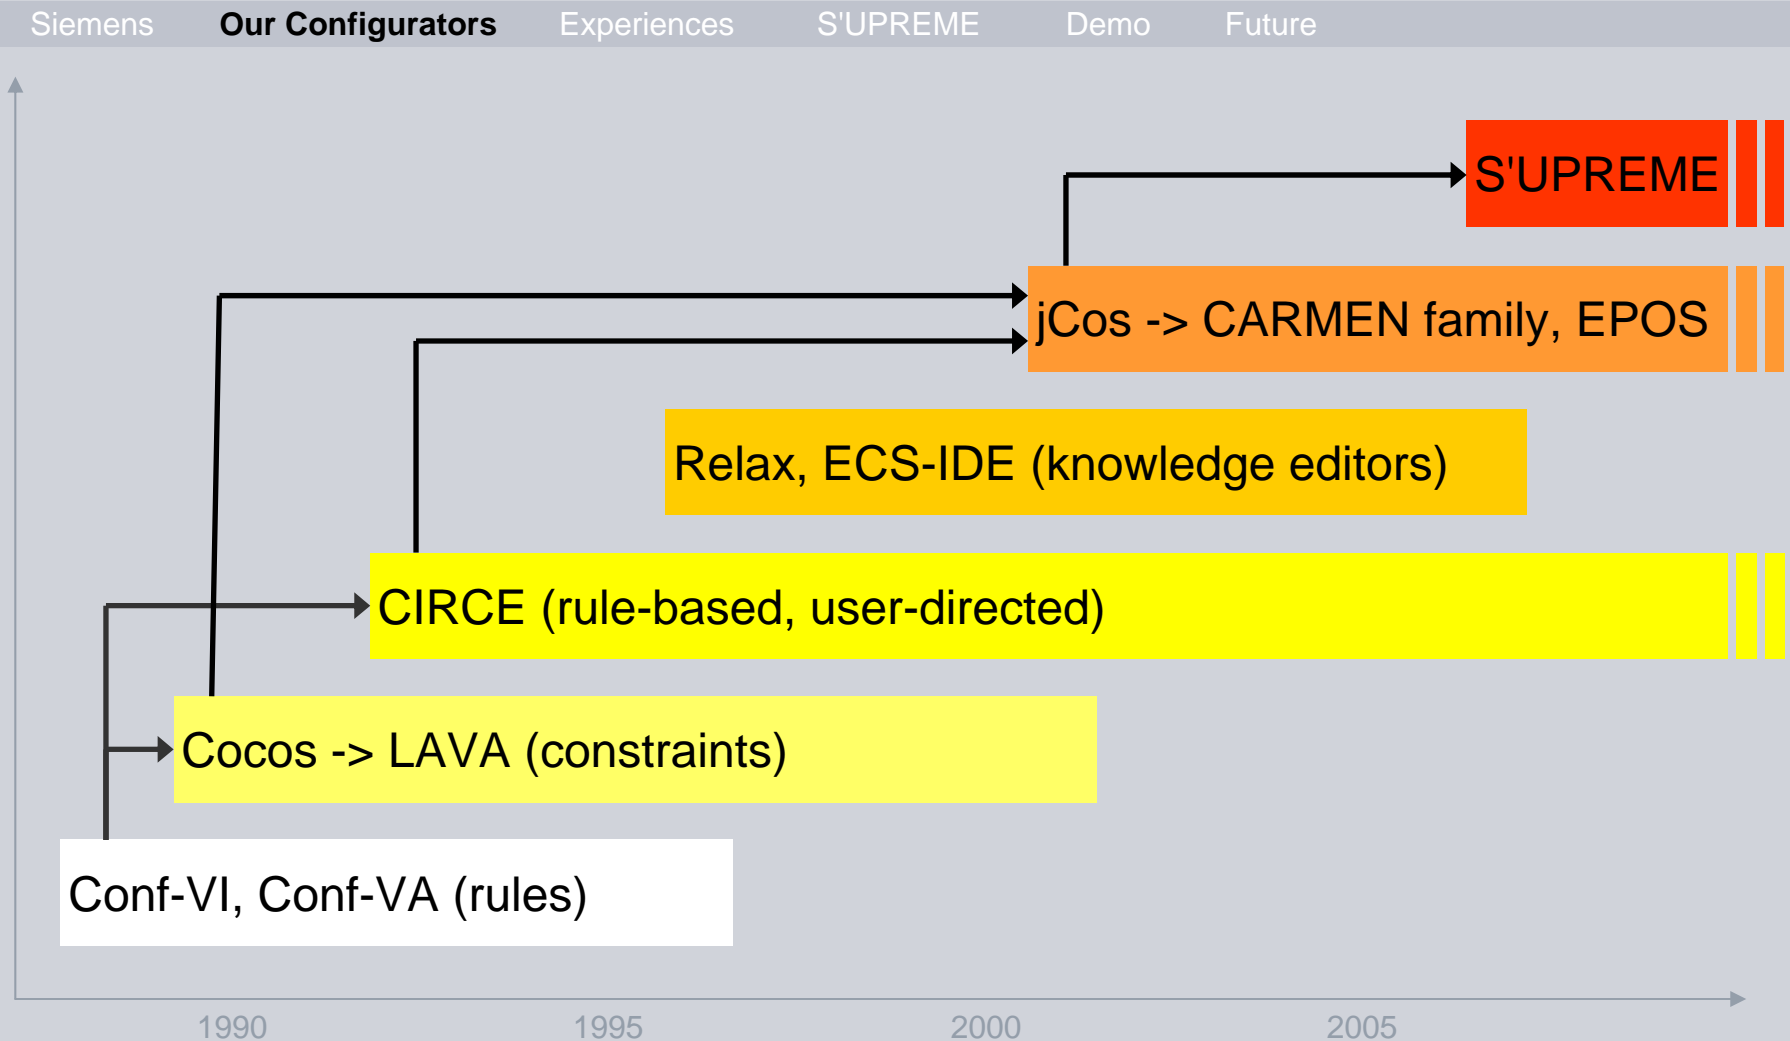 Siemens Our Configurators Experiences S'UPREME Demo Future
S'UPREME
jCos -> CARMEN family, EPOS
Relax, ECS-IDE (knowledge editors)
CIRCE (rule-based, user-directed)
Cocos -> LAVA (constraints)
Conf-VI, Conf-VA (rules)
1990 1995 2000 2005